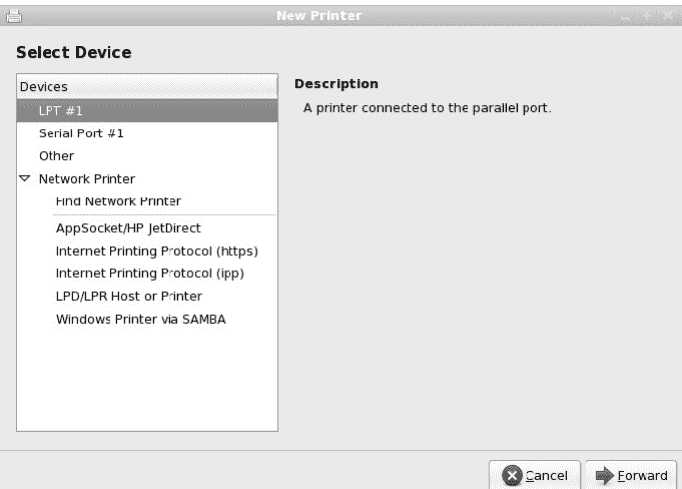 New Printer
Select Device
Devices
LPT #1
Serial Port #1
Other
Network Printer
Find Network Printer
AppSocket/HP JetDirect
Internet Printing Protocol (https)
Internet Printing Protocol (ipp)
LPD/LPR Host or Printer
Windows Printer via SAMBA
Description
A printer connected to the parallel port.
Cancel
Forward